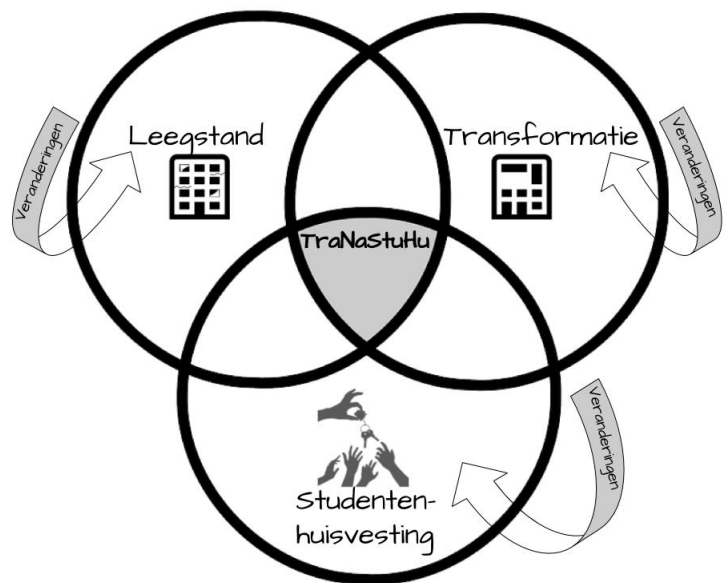 Leegstand
Transformatie
Veranderingen
Veranderingen
TraNaStuHu
Veranderingen
Studenten-
huisvesting